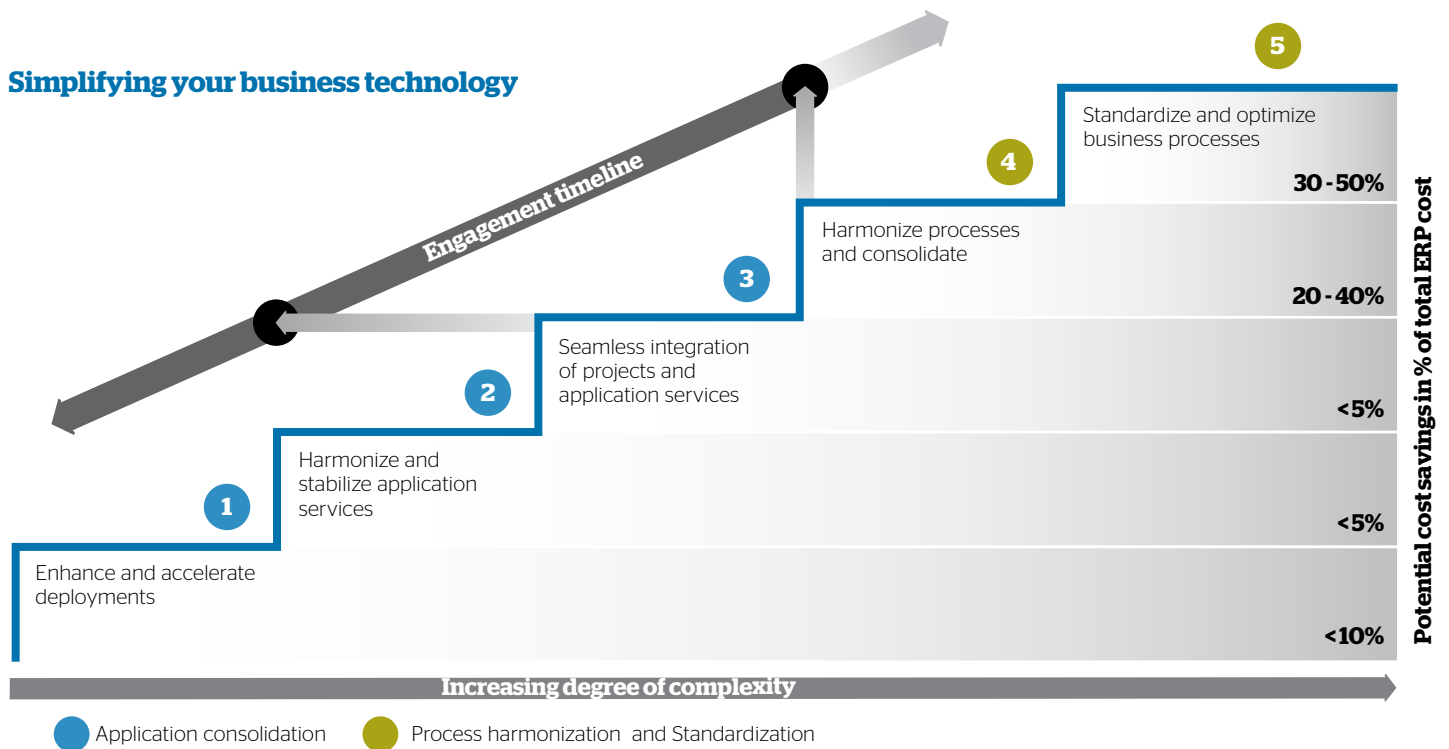 Simplifying your business technology
Engagement timeline
5
Standardize and optimize
business processes
30 - 50%
4
Harmonize processes
and consolidate
20 - 40%
3
Seamless integration
of projects and
application services
<5%
2
Harmonize and
stabilize application
services
<5%
1
Enhance and accelerate
deployments
<10%
Potential cost savings in % of total ERP cost
Increasing degree of complexity
Application consolidation
Process harmonization and Standardization